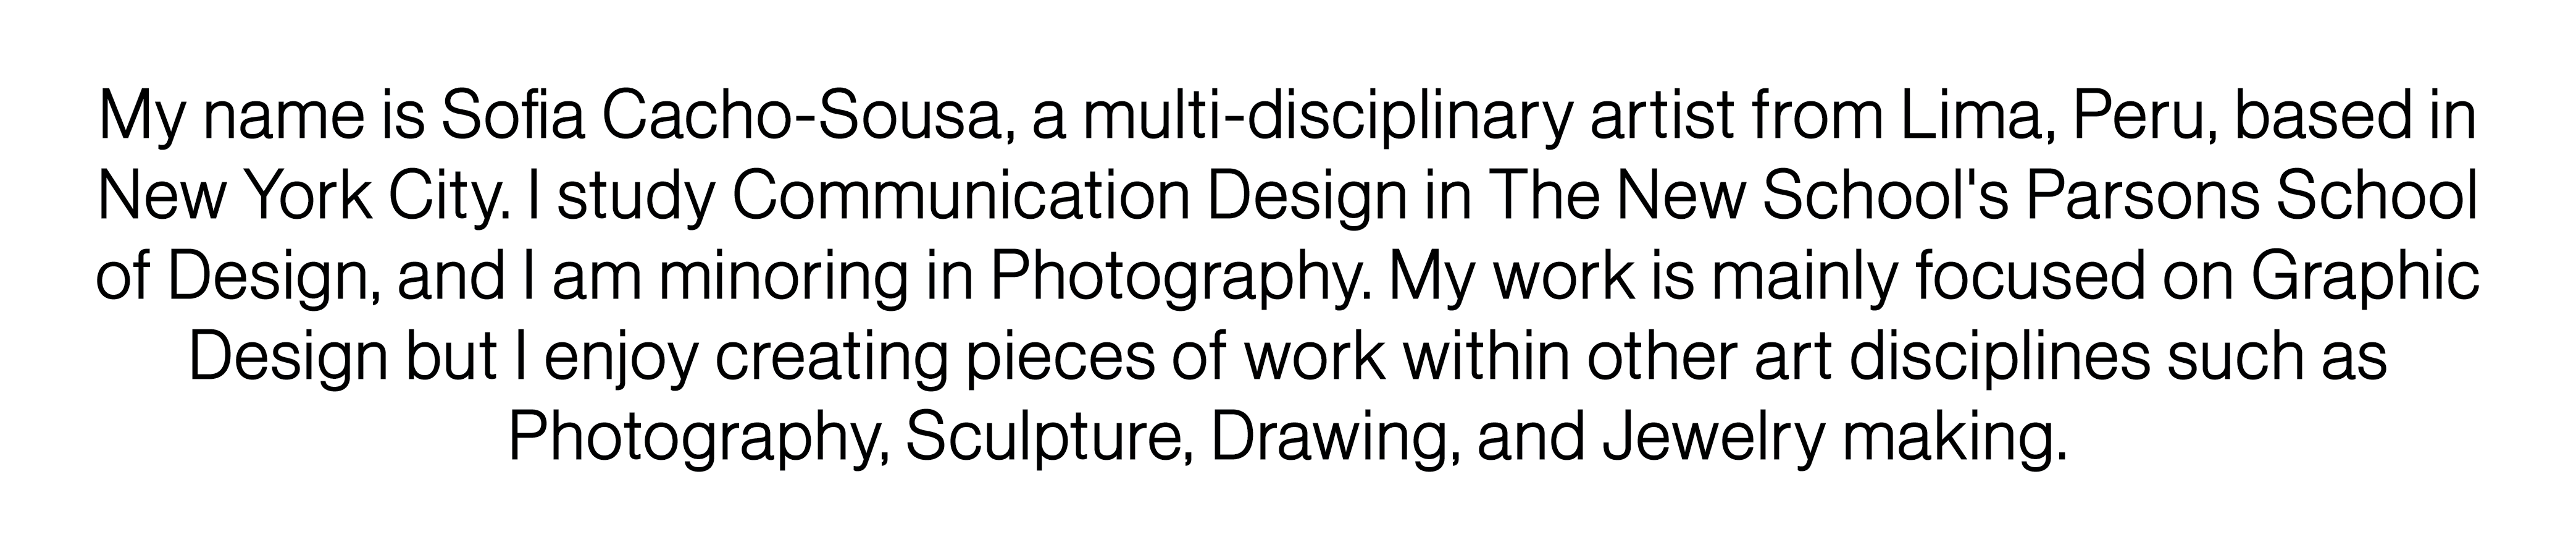 My name is Sofia Cacho-Sousa, a multi-disciplinary artist from Lima, Peru, based in
New York City. I study Communication Design in The New School's Parsons School
of Design, and I am minoring in Photography. My work is mainly focused on Graphic
Design but I enjoy creating pieces of work within other art disciplines such as
Photography, Sculpture, Drawing, and Jewelry making.